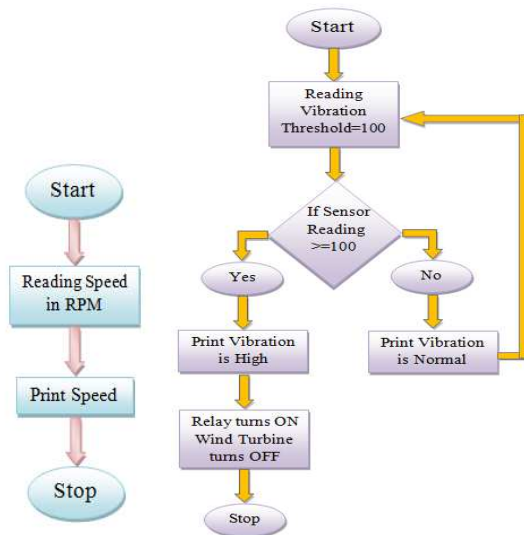 Start
Reading Speed
in RPM
Print Speed
Stop
Start
Reading
Vibration
Threshold=100
If Sensor
Reading
>=100
Yes
No
Print Vibration
is High
Print Vibration
is Normal
Relay turns ON
Wind Turbine
turns OFF
Stop